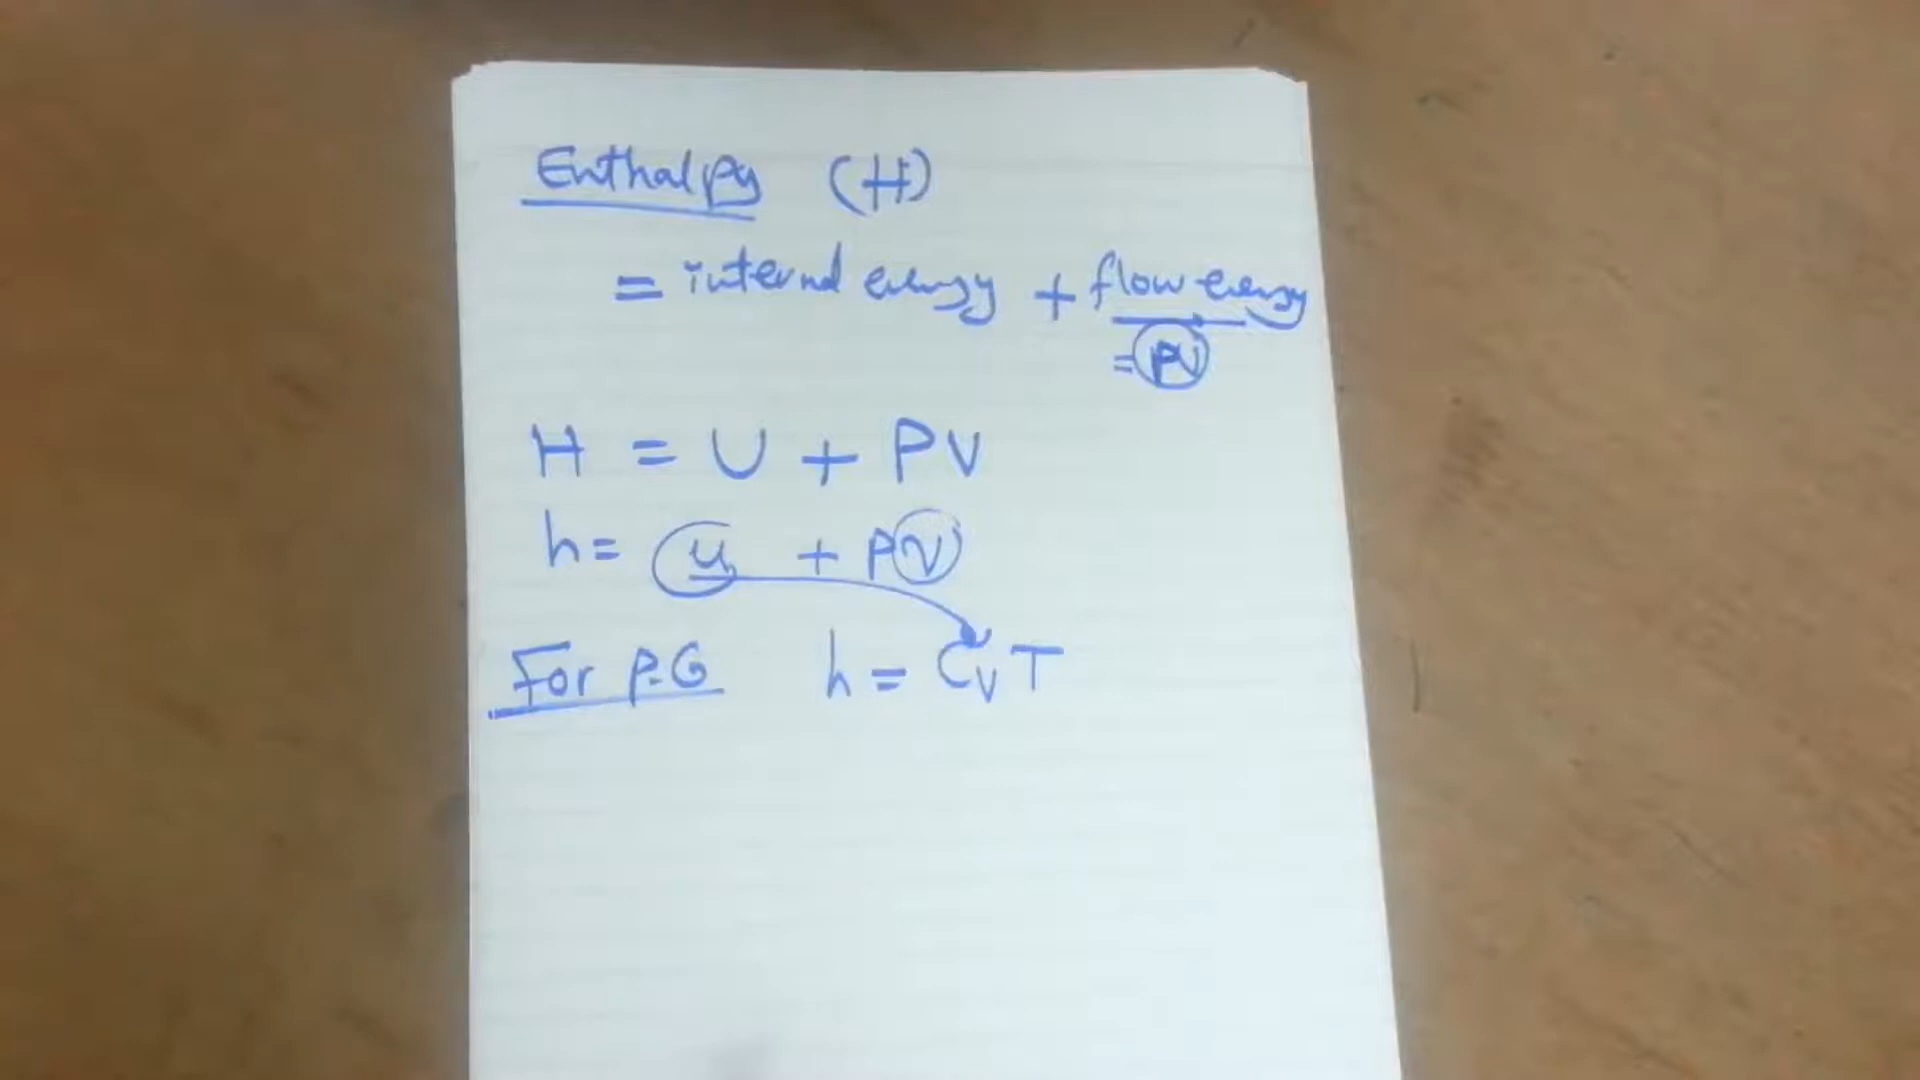 Enthalpy (H)
= internal energy + flow energy
= PV
H = U + PV
h = u + Pv
For P.G h = CvT